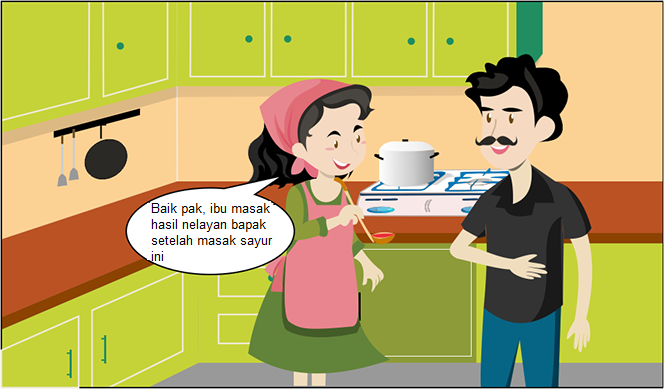 Baik pak, ibu masak
hasil nelayan bapak
setelah masak sayur
ini